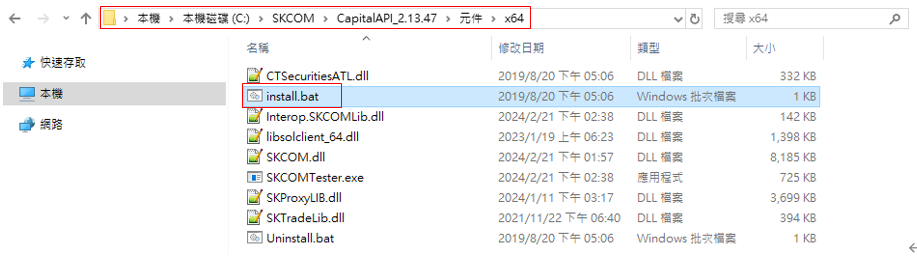 本機 › 本機磁碟 (C:) › SKCOM › CapitalAPI_2.13.47 › 元件 › x64 搜尋 x64
名稱 修改日期 類型 大小
快速存取
本機
網路
CTSecuritiesATL.dll 2019/8/20 下午 05:06 DLL 檔案 332 KB
install.bat 2019/8/20 下午 05:06 Windows 批次檔案 1 KB
Interop.SKCOMLib.dll 2024/2/21 下午 02:38 DLL 檔案 142 KB
libsolclient_64.dll 2023/1/19 上午 06:23 DLL 檔案 1,398 KB
SKCOM.dll 2024/2/21 下午 01:57 DLL 檔案 8,185 KB
SKCOMTester.exe 2024/2/21 下午 02:38 應用程式 725 KB
SKProxyLIB.dll 2024/1/11 下午 03:17 DLL 檔案 3,699 KB
SKTradeLib.dll 2021/11/22 下午 06:40 DLL 檔案 394 KB
Uninstall.bat 2019/8/20 下午 05:06 Windows 批次檔案 1 KB